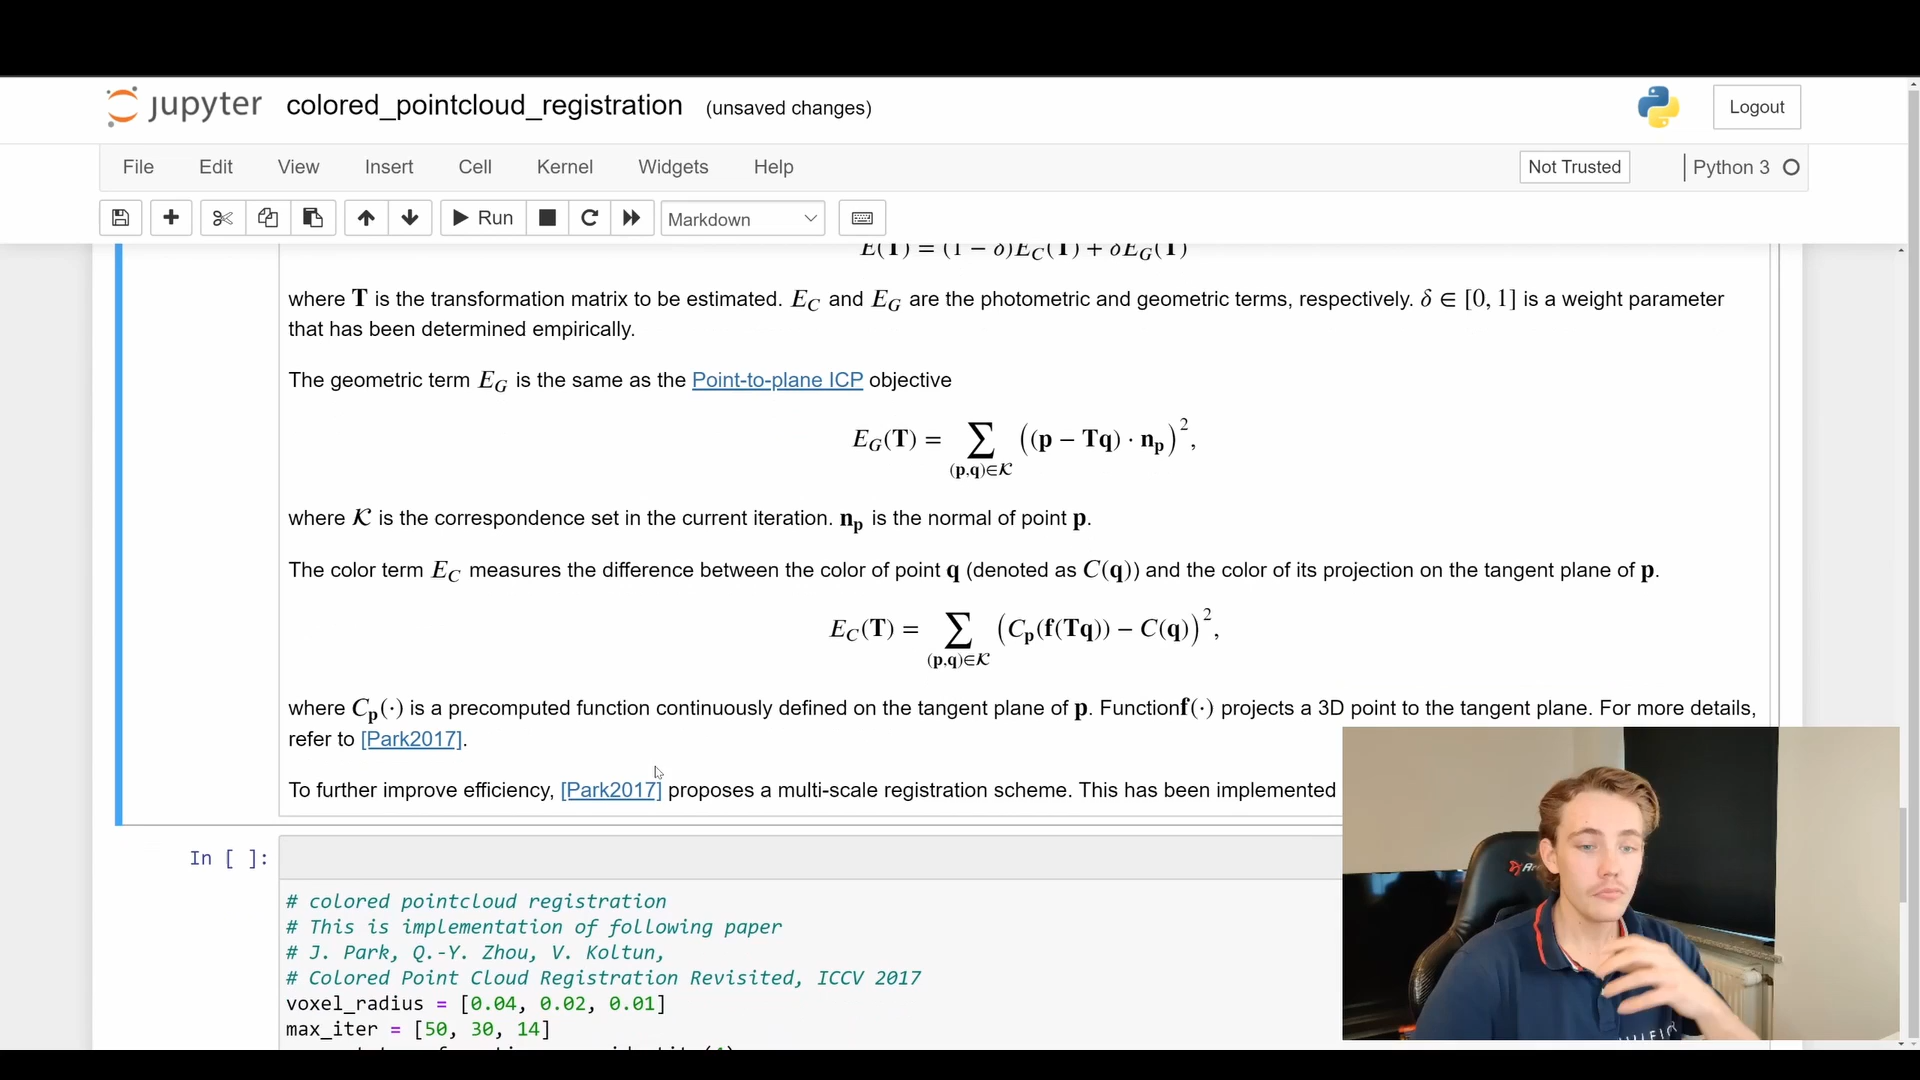 jupyter colored_pointcloud_registration (unsaved changes) Logout
File Edit View Insert Cell Kernel Widgets Help Not Trusted Python 3
Run Markdown
E(T) = (1 − δ)E_C(T) + δE_G(T)
where T is the transformation matrix to be estimated. E_C and E_G are the photometric and geometric terms, respectively. δ ∈ [0, 1] is a weight parameter
that has been determined empirically.
The geometric term E_G is the same as the Point-to-plane ICP objective
E_G(T) = ∑_{(p,q)∈𝒦} ((p − Tq) · n_p)²,
where 𝒦 is the correspondence set in the current iteration. n_p is the normal of point p.
The color term E_C measures the difference between the color of point q (denoted as C(q)) and the color of its projection on the tangent plane of p.
E_C(T) = ∑_{(p,q)∈𝒦} (C_p(f(Tq)) − C(q))²,
where C_p(·) is a precomputed function continuously defined on the tangent plane of p. Functionf(·) projects a 3D point to the tangent plane. For more details,
refer to [Park2017].
To further improve efficiency, [Park2017] proposes a multi-scale registration scheme. This has been implemented
In [ ]:
# colored pointcloud registration
# This is implementation of following paper
# J. Park, Q.-Y. Zhou, V. Koltun,
# Colored Point Cloud Registration Revisited, ICCV 2017
voxel_radius = [0.04, 0.02, 0.01]
max_iter = [50, 30, 14]